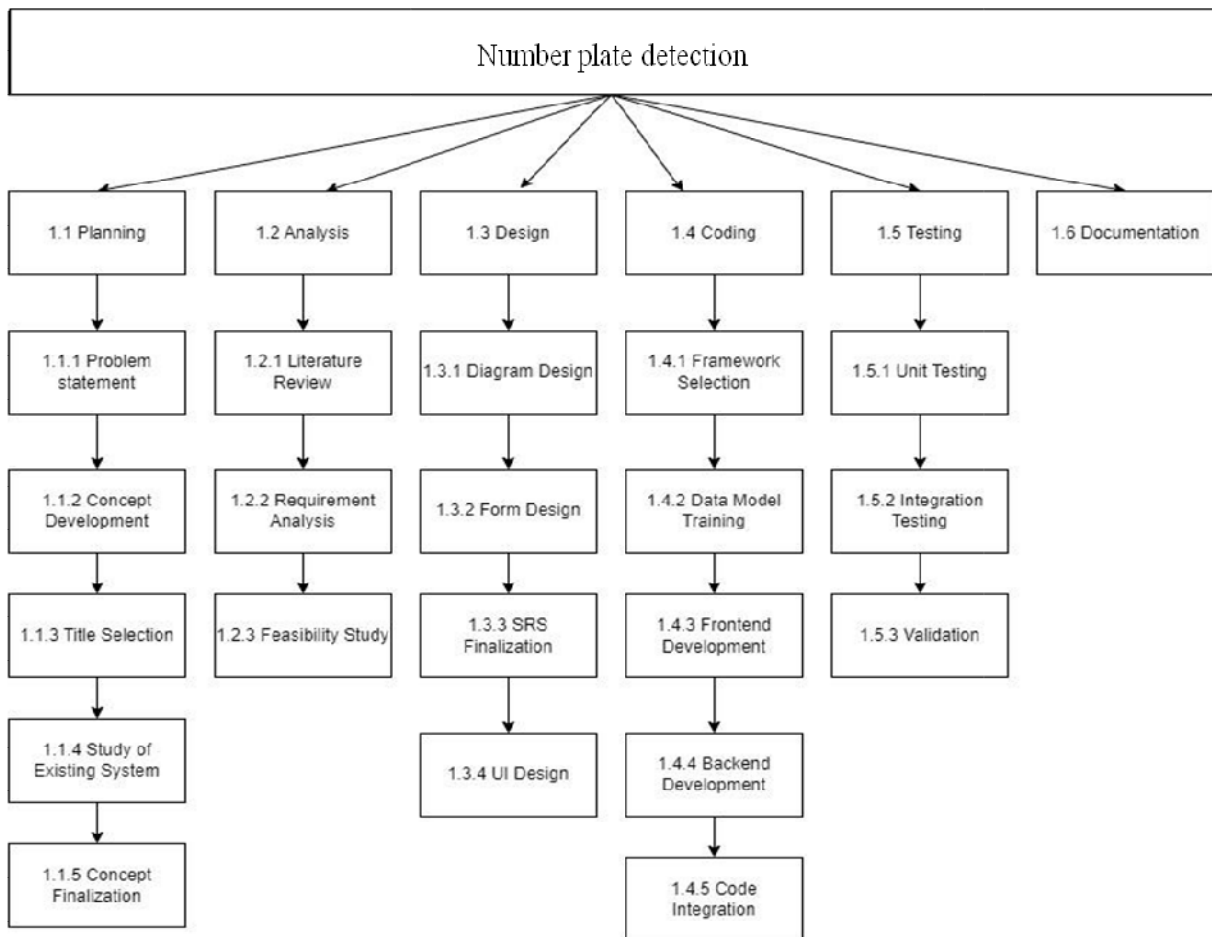 Number plate detection
1.1 Planning
1.2 Analysis
1.3 Design
1.4 Coding
1.5 Testing
1.6 Documentation
1.1.1 Problem
statement
1.2.1 Literature
Review
1.3.1 Diagram Design
1.4.1 Framework
Selection
1.5.1 Unit Testing
1.1.2 Concept
Development
1.2.2 Requirement
Analysis
1.3.2 Form Design
1.4.2 Data Model
Training
1.5.2 Integration
Testing
1.1.3 Title Selection
1.2.3 Feasibility Study
1.3.3 SRS
Finalization
1.4.3 Frontend
Development
1.5.3 Validation
1.1.4 Study of
Existing System
1.3.4 UI Design
1.4.4 Backend
Development
1.1.5 Concept
Finalization
1.4.5 Code
Integration